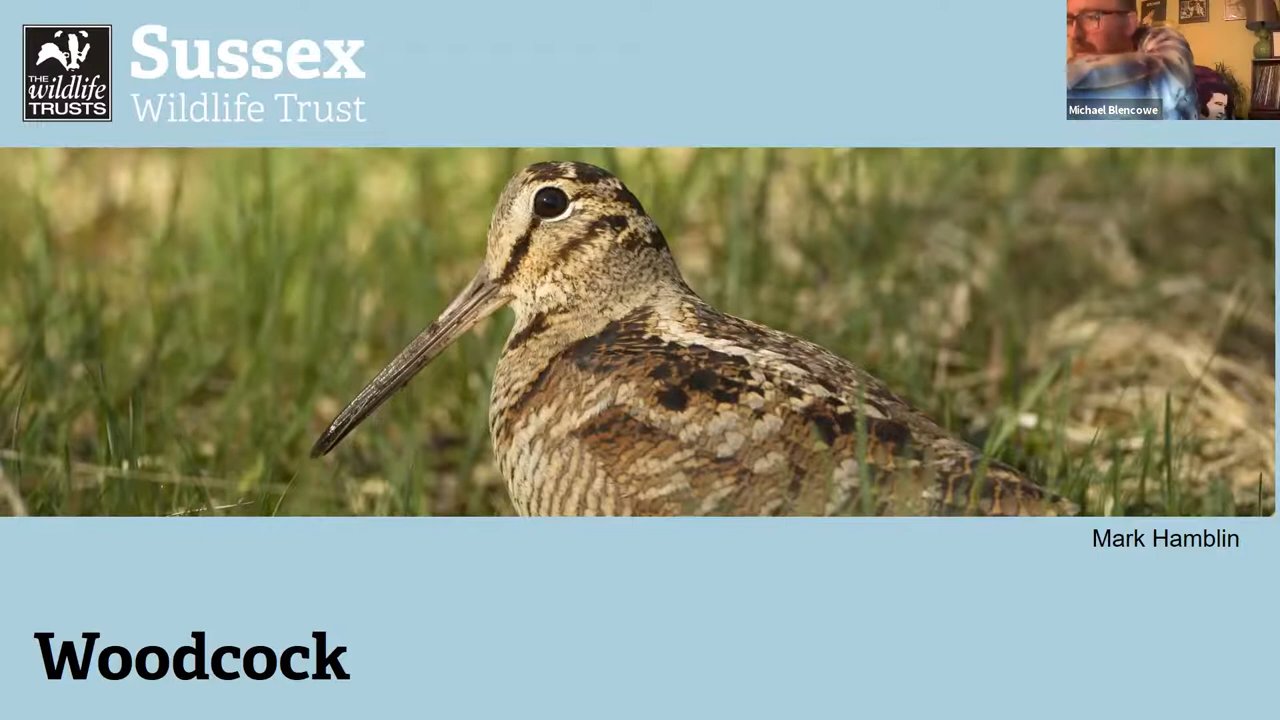 THE
wildlife
TRUSTS
Sussex
Wildlife Trust
Michael Blencowe
Mark Hamblin
Woodcock